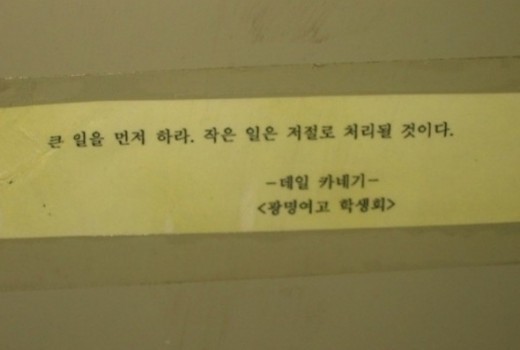 큰 일을 먼저 하라. 작은 일은 저절로 처리될 것이다.
-데일 카네기-
<광명여고 학생회>